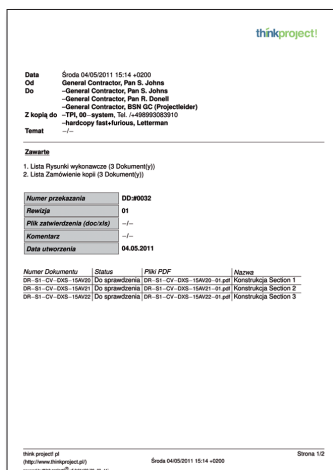 thinkproject!
Data Środa 04/05/2011 15:14 +0200
Od General Contractor, Pan S. Johns
Do –General Contractor, Pan S. Johns
–General Contractor, Pan R. Donell
–General Contractor, BSN GC (Projectleider)
Z kopią do –TPI, 00–system, Tel. /+4998993083910
–hardcopy fast+furious, Letterman
Temat –/–
Zawarte
1. Lista Rysunki wykonawcze (3 Dokument(y))
2. Lista Zamówienie kopii (3 Dokument(y))
Numer przekazania DD:#0032
Rewizja 01
Plik zatwierdzenia (doc/xls) –/–
Komentarz –/–
Data utworzenia 04.05.2011
Numer Dokumentu Status Pliki PDF Nazwa
DR–S1–CV–DXS–15AV20 Do sprawdzenia DR–S1–CV–DXS–15AV20–01.pdf Konstrukcja Section 1
DR–S1–CV–DXS–15AV21 Do sprawdzenia DR–S1–CV–DXS–15AV21–01.pdf Konstrukcja Section 2
DR–S1–CV–DXS–15AV22 Do sprawdzenia DR–S1–CV–DXS–15AV22–01.pdf Konstrukcja Section 3
think project! pl Strona 1/2
(http://www.thinkproject.pl/) Środa 04/05/2011 15:14 +0200